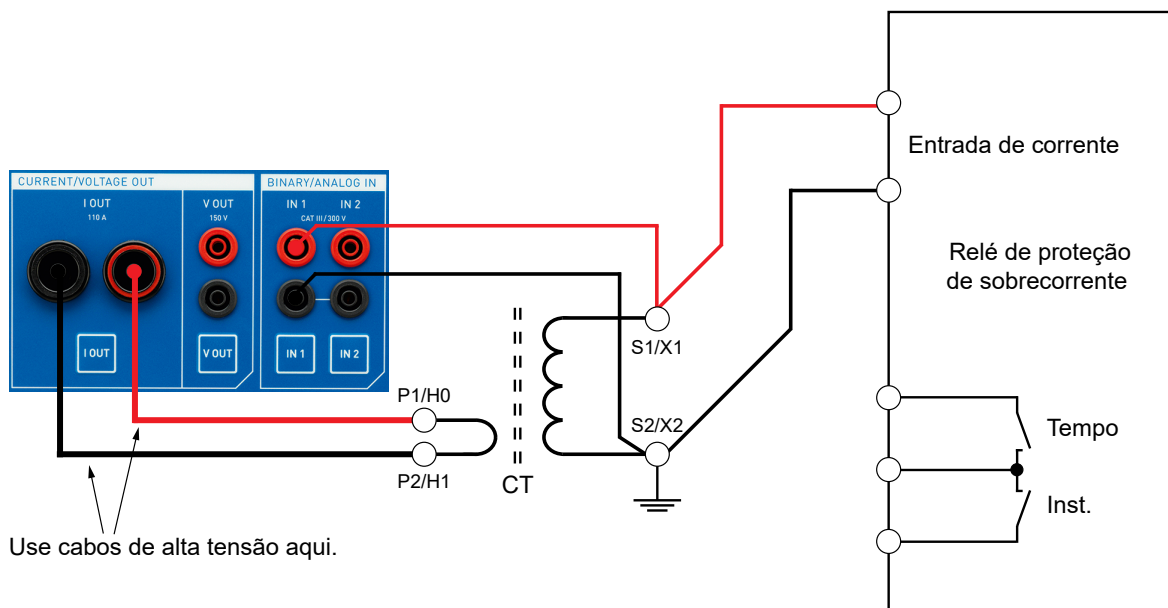 CURRENT/VOLTAGE OUT
BINARY/ANALOG IN
I OUT
110 A
V OUT
150 V
IN 1
IN 2
CAT III/300 V
I OUT
V OUT
IN 1
IN 2
Entrada de corrente
Relé de proteção
de sobrecorrente
S1/X1
P1/H0
S2/X2
P2/H1
CT
Tempo
Inst.
Use cabos de alta tensão aqui.